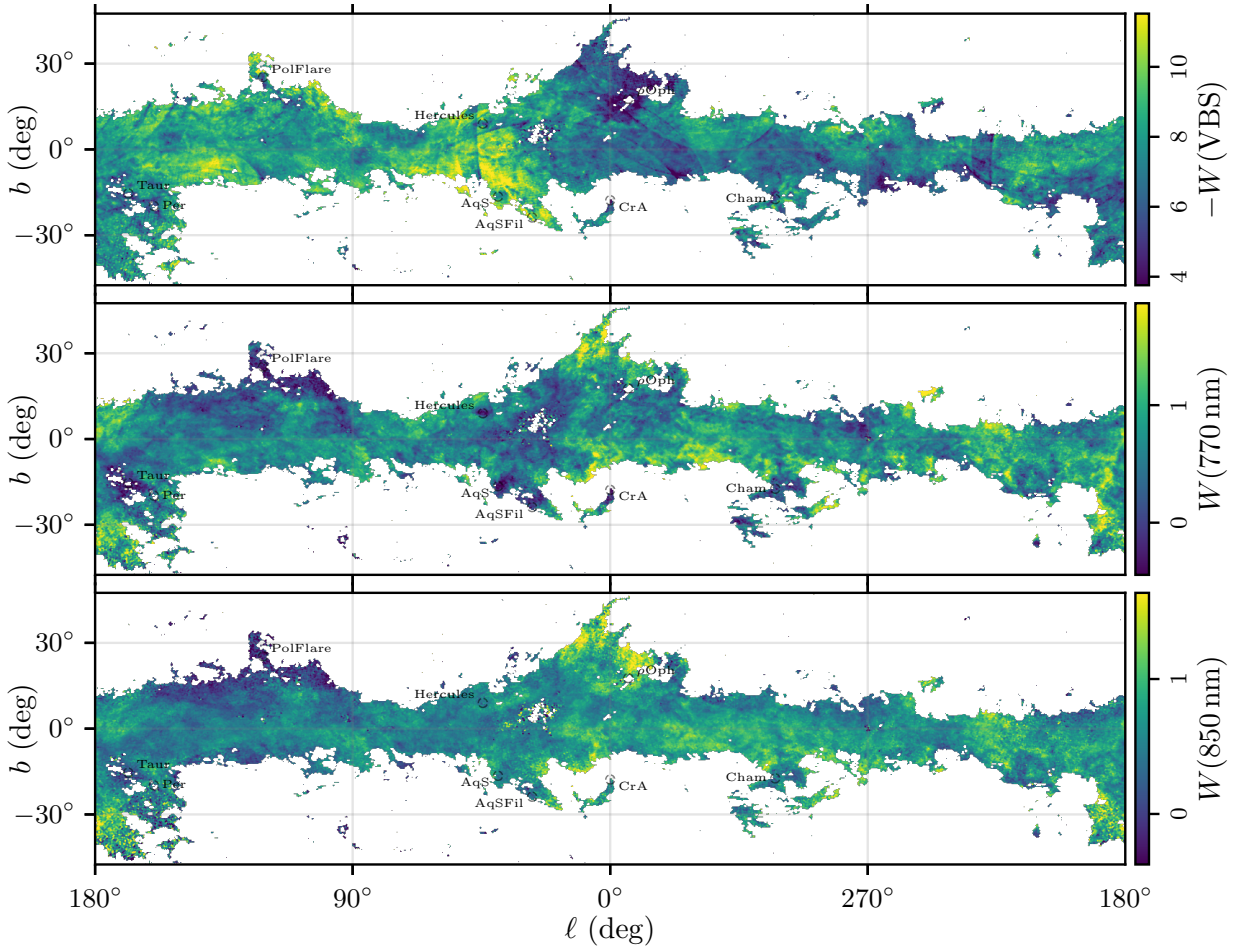 30°
0°
−30°
b (deg)
PolFlare
Hercules
ρOph
Taur
Per
AqS
AqSFil
CrA
Cham
10
8
6
4
−W (VBS)
30°
0°
−30°
b (deg)
PolFlare
Hercules
ρOph
Taur
Per
AqS
AqSFil
CrA
Cham
1
0
W (770 nm)
30°
0°
−30°
b (deg)
PolFlare
Hercules
ρOph
Taur
Per
AqS
AqSFil
CrA
Cham
1
0
W (850 nm)
180° 90° 0° 270° 180°
ℓ (deg)